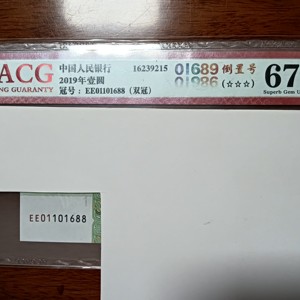 ACG
NG GUARANTY
中国人民银行 16239215
2019年壹圆
冠号：EE01101688（双冠）
01689 倒置号
01986 (☆☆☆)
67
Superb Gem U
EE01101688